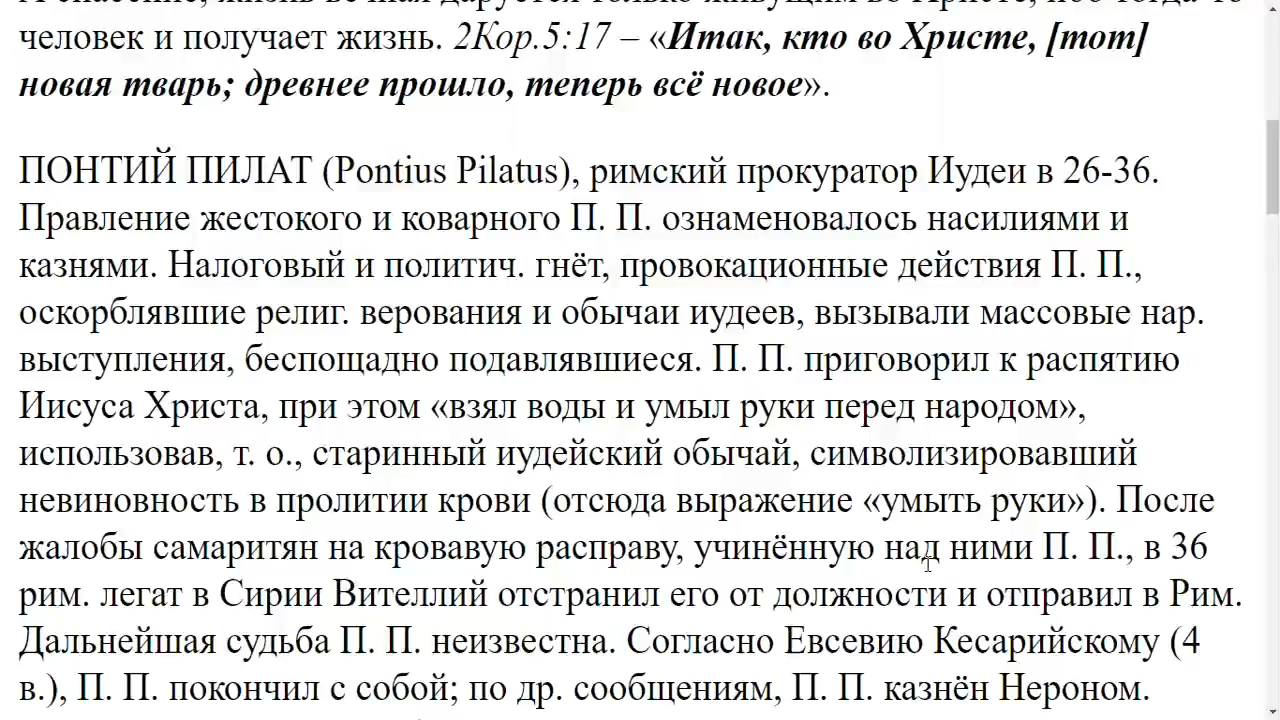 человек и получает жизнь. 2Кор.5:17 – «Итак, кто во Христе, [тот]
новая тварь; древнее прошло, теперь всё новое».
ПОНТИЙ ПИЛАТ (Pontius Pilatus), римский прокуратор Иудеи в 26-36.
Правление жестокого и коварного П. П. ознаменовалось насилиями и
казнями. Налоговый и политич. гнёт, провокационные действия П. П.,
оскорблявшие религ. верования и обычаи иудеев, вызывали массовые нар.
выступления, беспощадно подавлявшиеся. П. П. приговорил к распятию
Иисуса Христа, при этом «взял воды и умыл руки перед народом»,
использовав, т. о., старинный иудейский обычай, символизировавший
невиновность в пролитии крови (отсюда выражение «умыть руки»). После
жалобы самаритян на кровавую расправу, учинённую над ними П. П., в 36
рим. легат в Сирии Вителлий отстранил его от должности и отправил в Рим.
Дальнейшая судьба П. П. неизвестна. Согласно Евсевию Кесарийскому (4
в.), П. П. покончил с собой; по др. сообщениям, П. П. казнён Нероном.